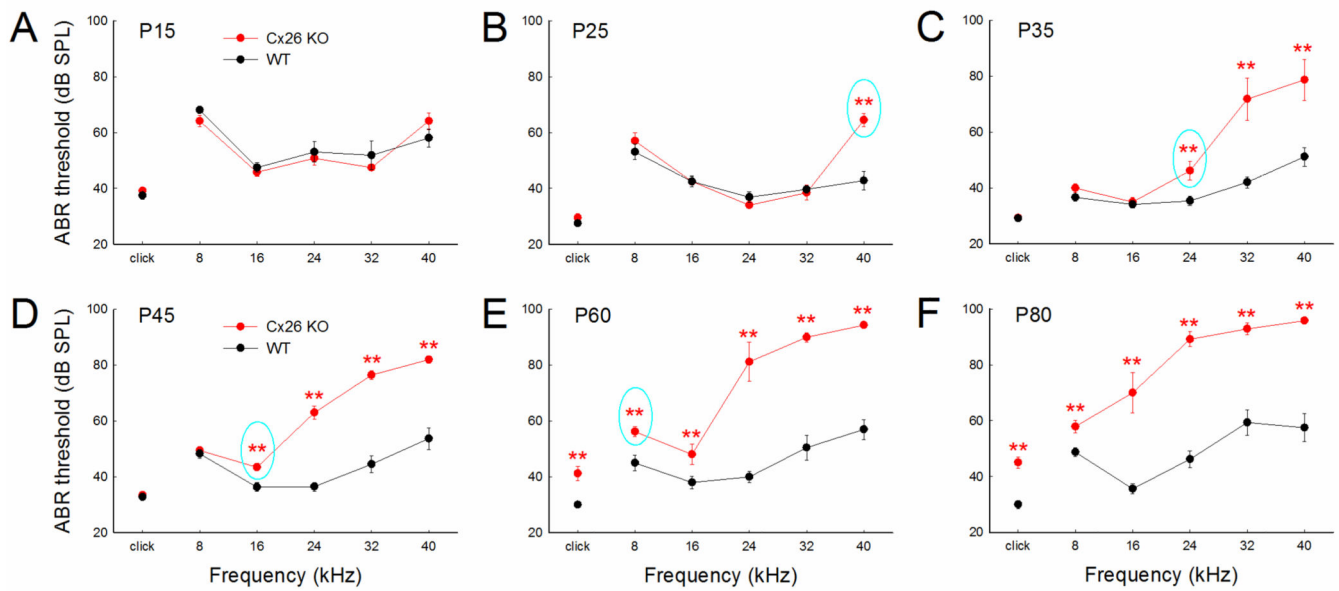 A
P15
Cx26 KO
WT
ABR threshold (dB SPL)
100
80
60
40
20
click 8 16 24 32 40
B
P25
100
80
60
40
20
**
click 8 16 24 32 40
C
P35
100
80
60
40
20
** ** **
click 8 16 24 32 40
D
P45
Cx26 KO
WT
ABR threshold (dB SPL)
100
80
60
40
20
** ** ** **
click 8 16 24 32 40
Frequency (kHz)
E
P60
100
80
60
40
20
** ** ** ** ** **
click 8 16 24 32 40
Frequency (kHz)
F
P80
100
80
60
40
20
** ** ** ** ** **
click 8 16 24 32 40
Frequency (kHz)